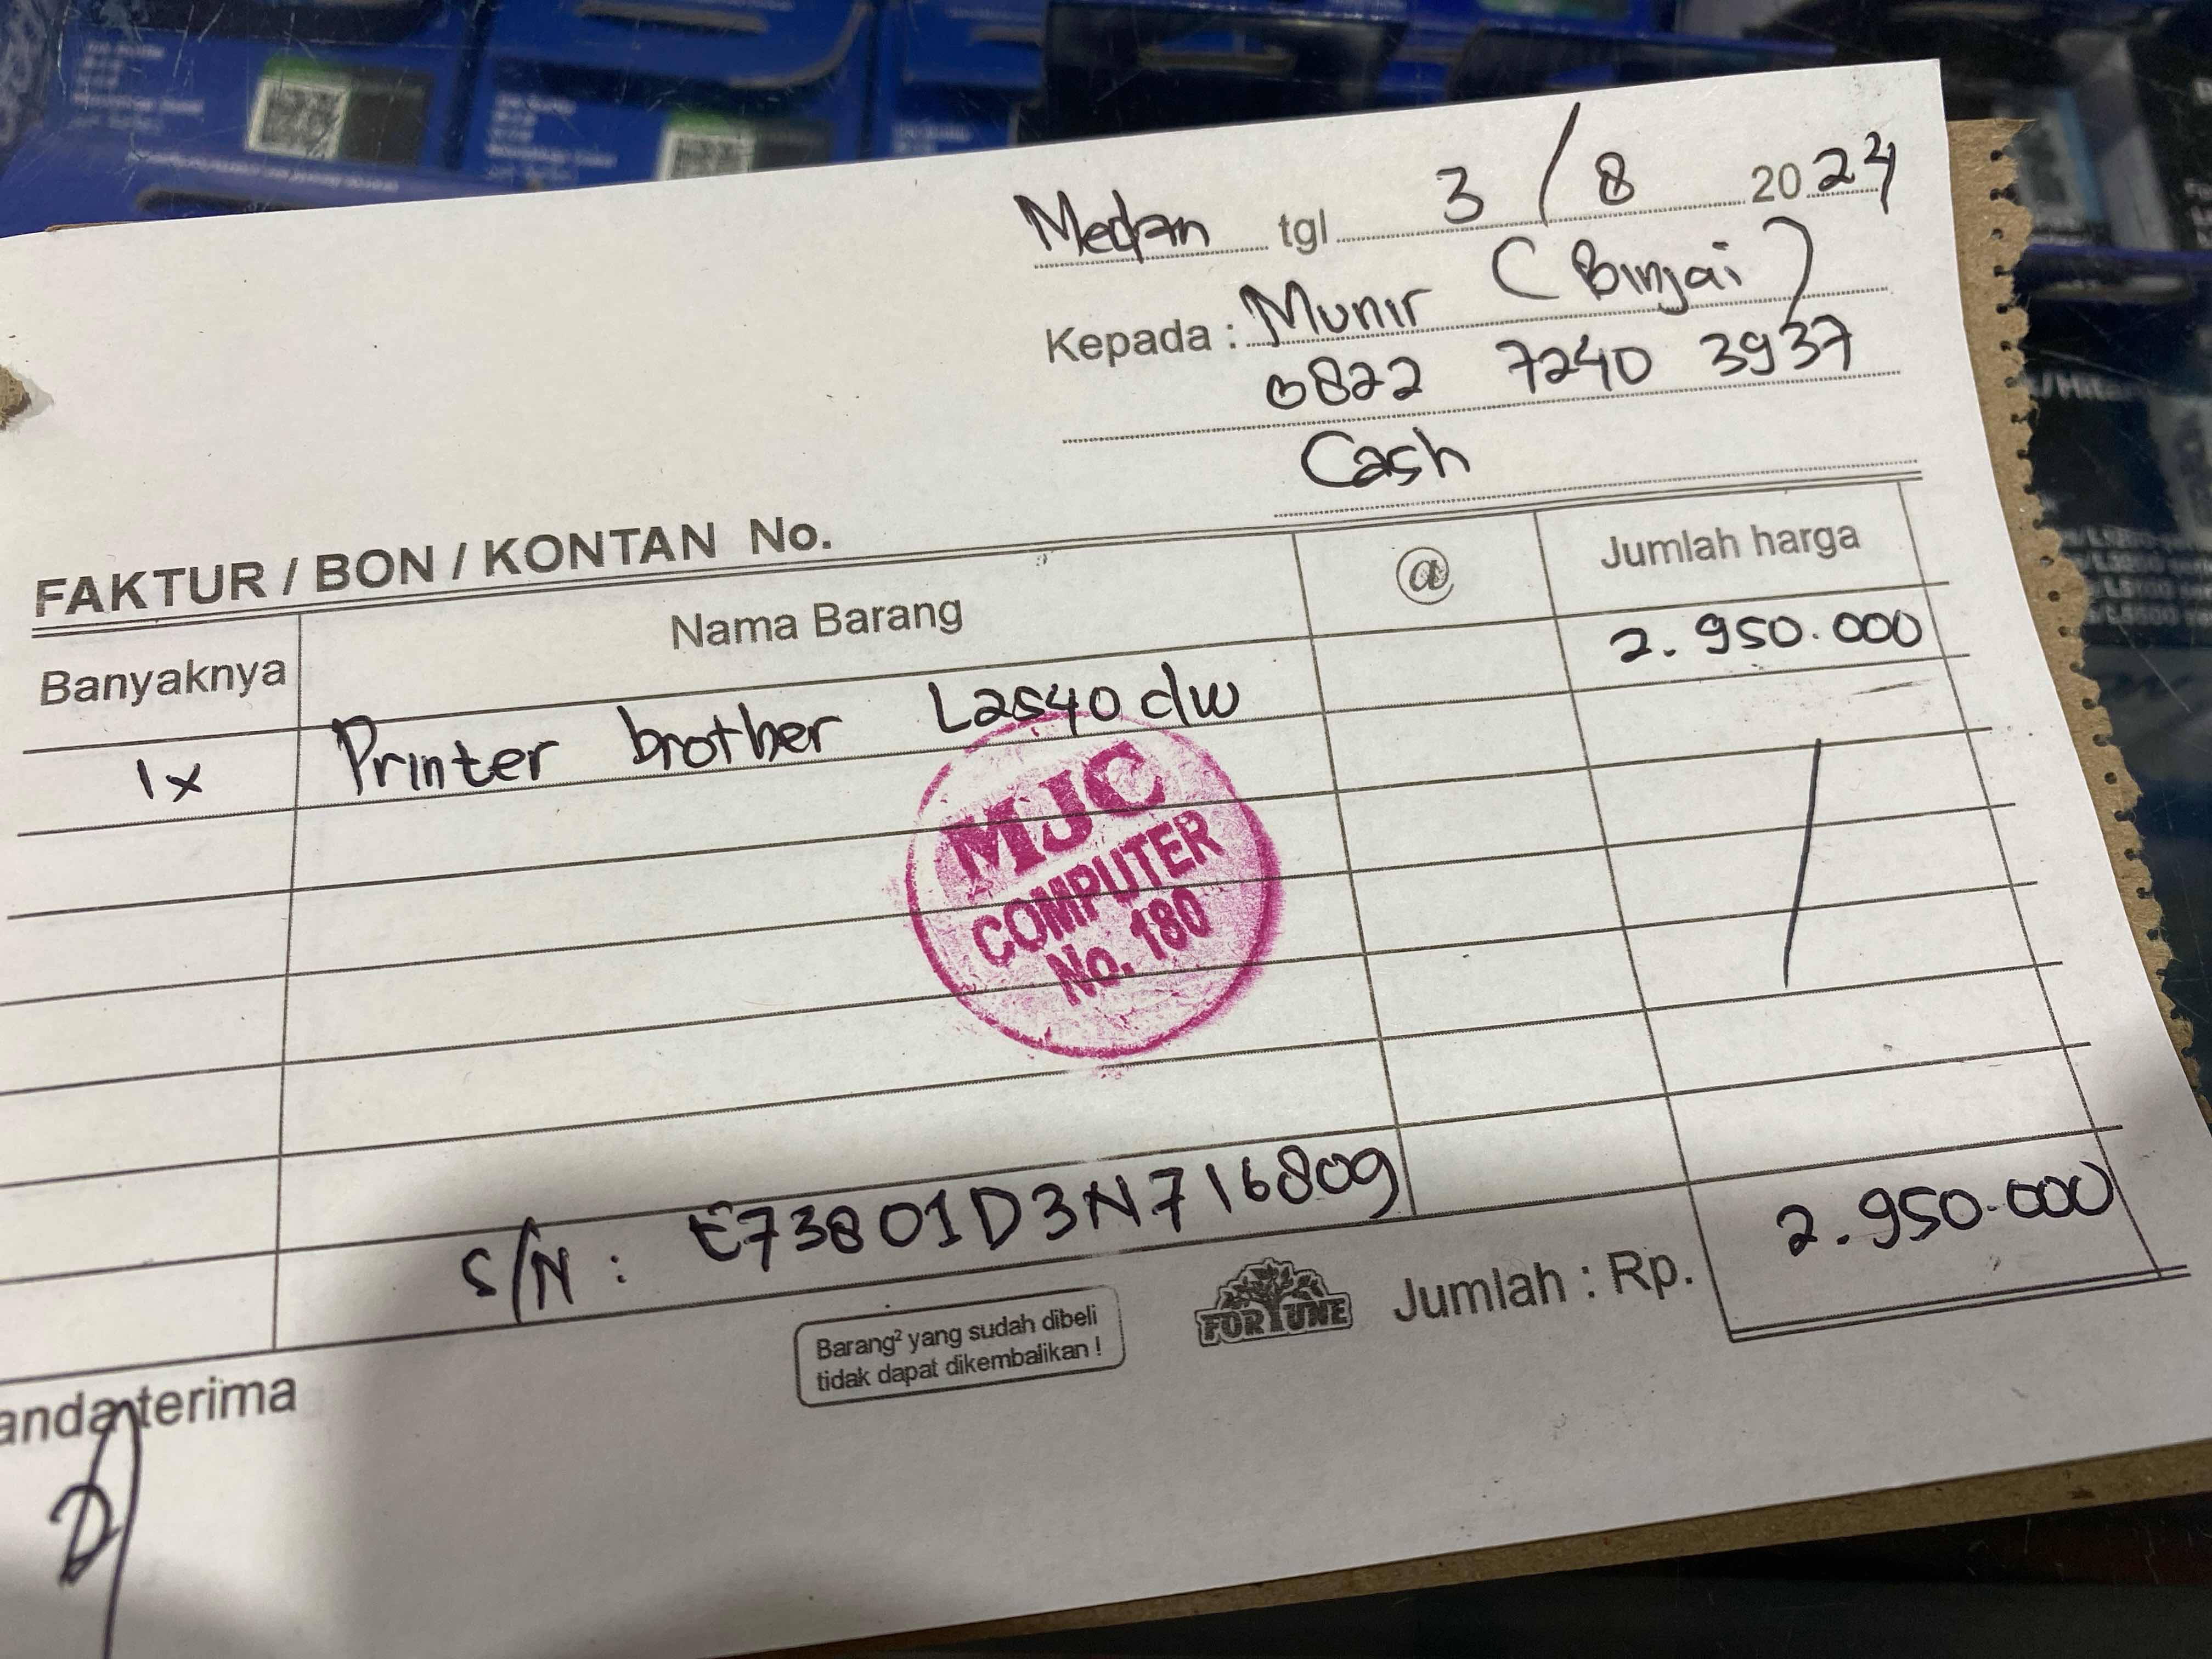 Medan tgl 3 / 8 2024
Kepada : Munir (Binjai)
0822 7240 3937
Cash
FAKTUR / BON / KONTAN No.
Banyaknya Nama Barang @ Jumlah harga
1x Printer brother L2540dw 2.950.000
MJC
COMPUTER
No. 180
S/N : E73801D3N716809
Barang² yang sudah dibeli
tidak dapat dikembalikan !
FORTUNE
Jumlah : Rp. 2.950.000
anda terima